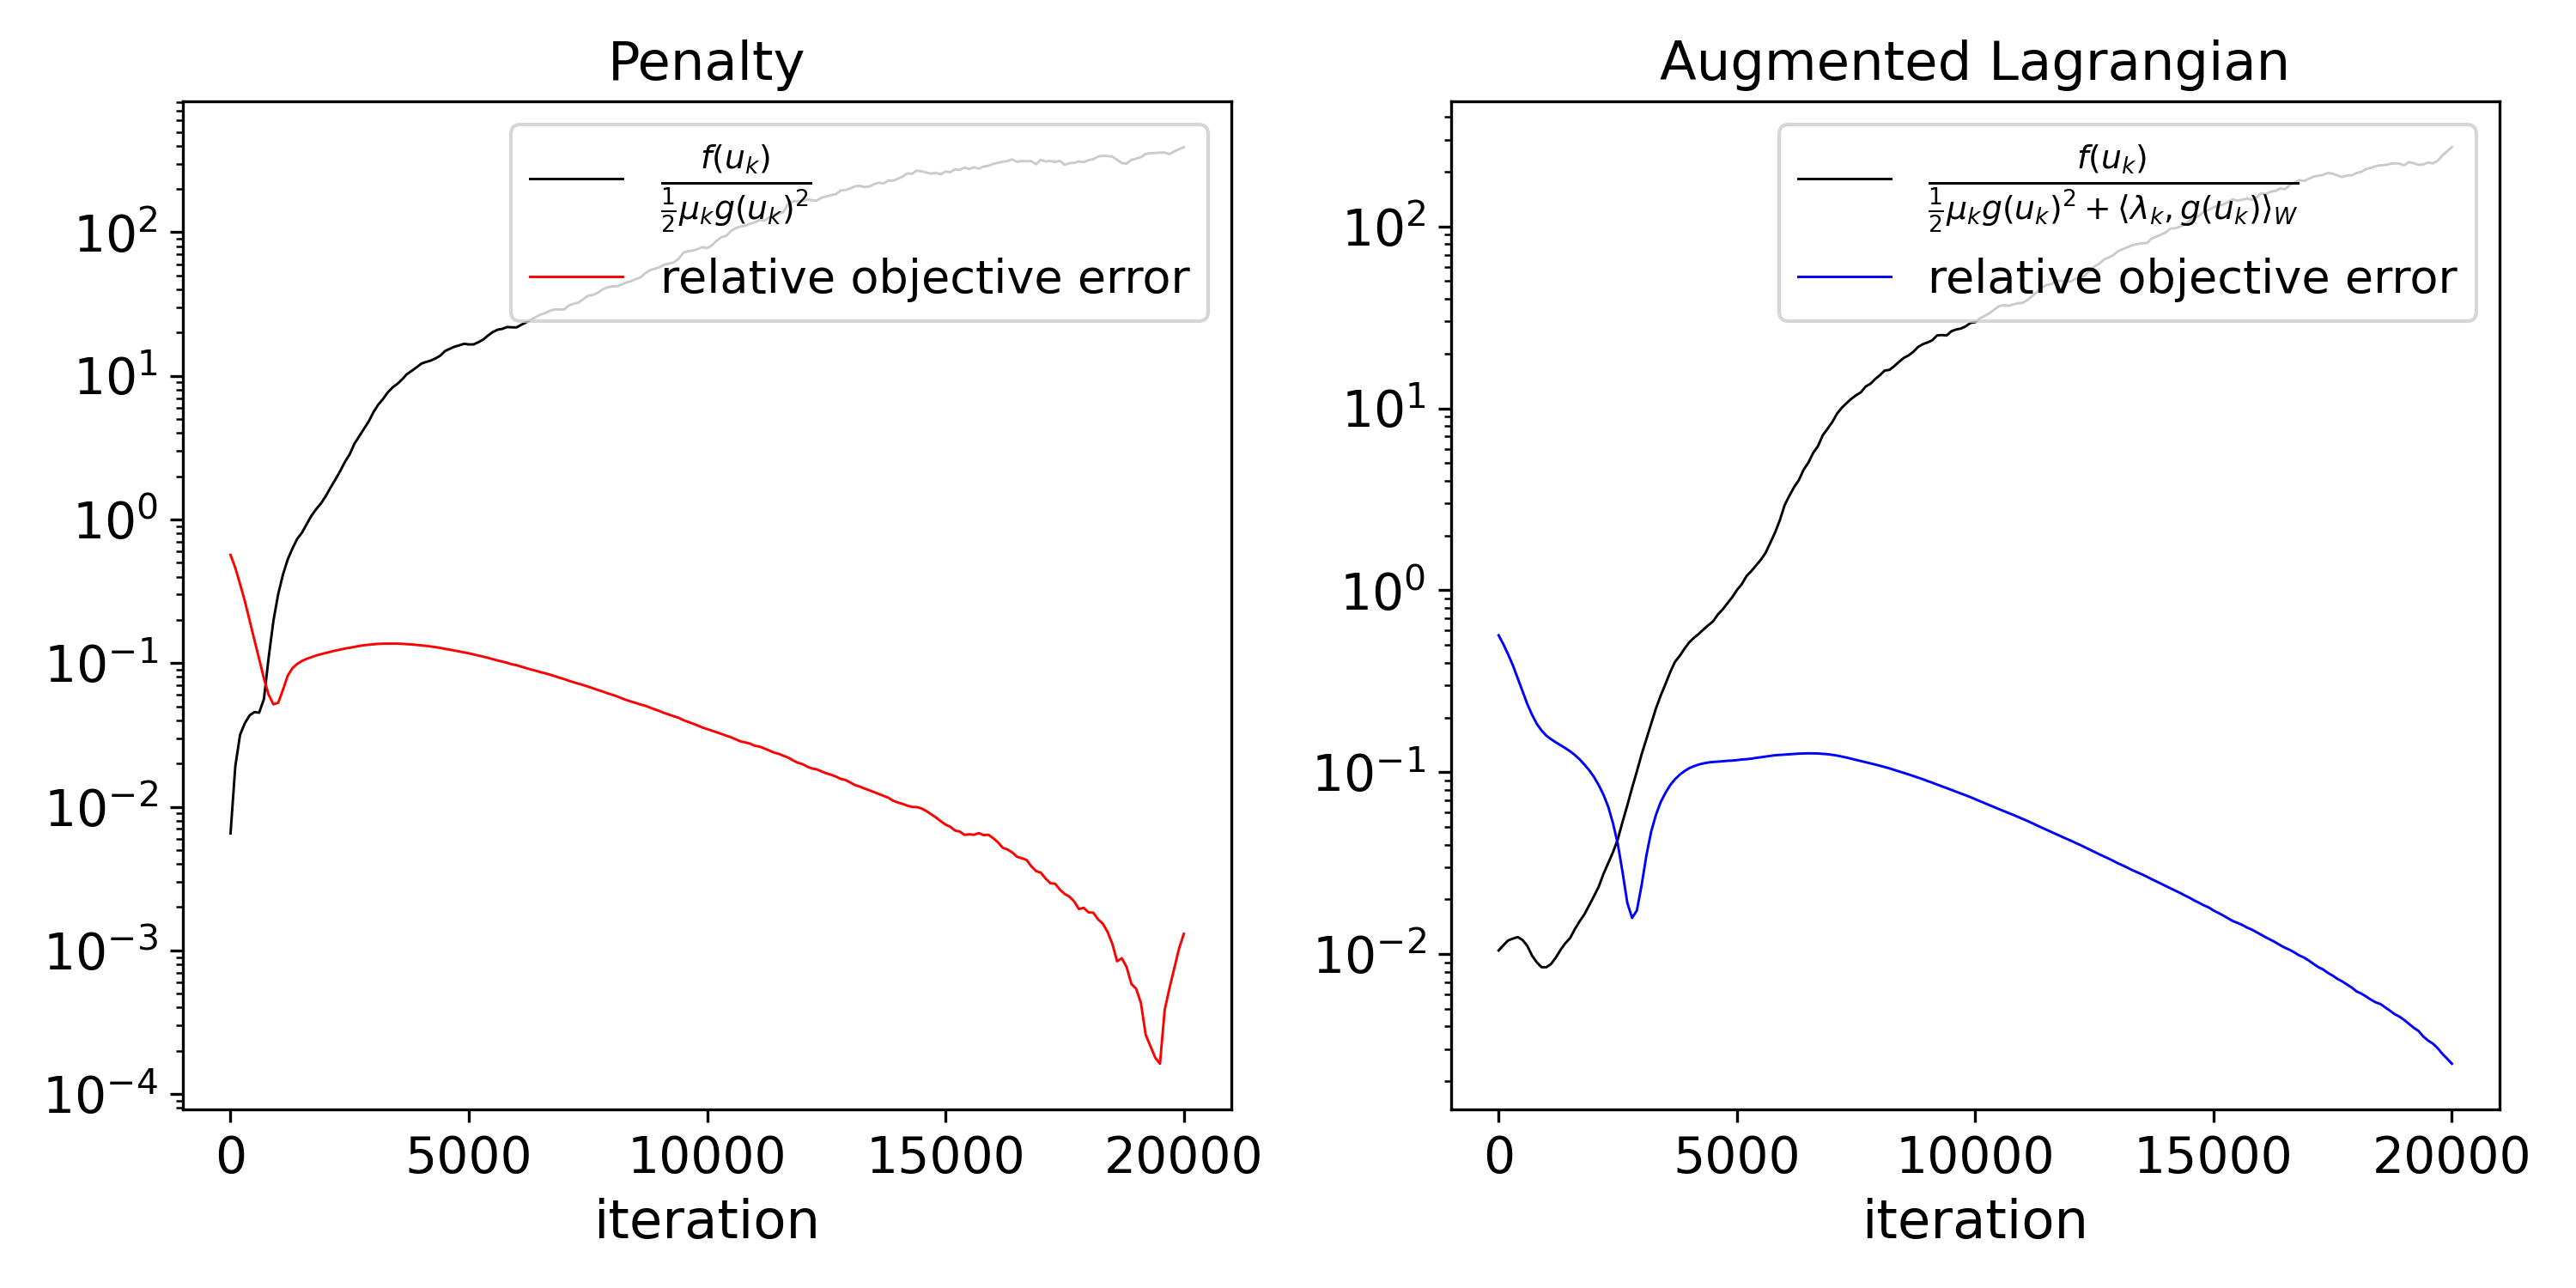 Penalty
f(u_k)
½μ_k g(u_k)²
relative objective error
10²
10¹
10⁰
10⁻¹
10⁻²
10⁻³
10⁻⁴
0 5000 10000 15000 20000
iteration
Augmented Lagrangian
f(u_k)
½μ_k g(u_k)² + ⟨λ_k, g(u_k)⟩_W
relative objective error
10²
10¹
10⁰
10⁻¹
10⁻²
0 5000 10000 15000 20000
iteration